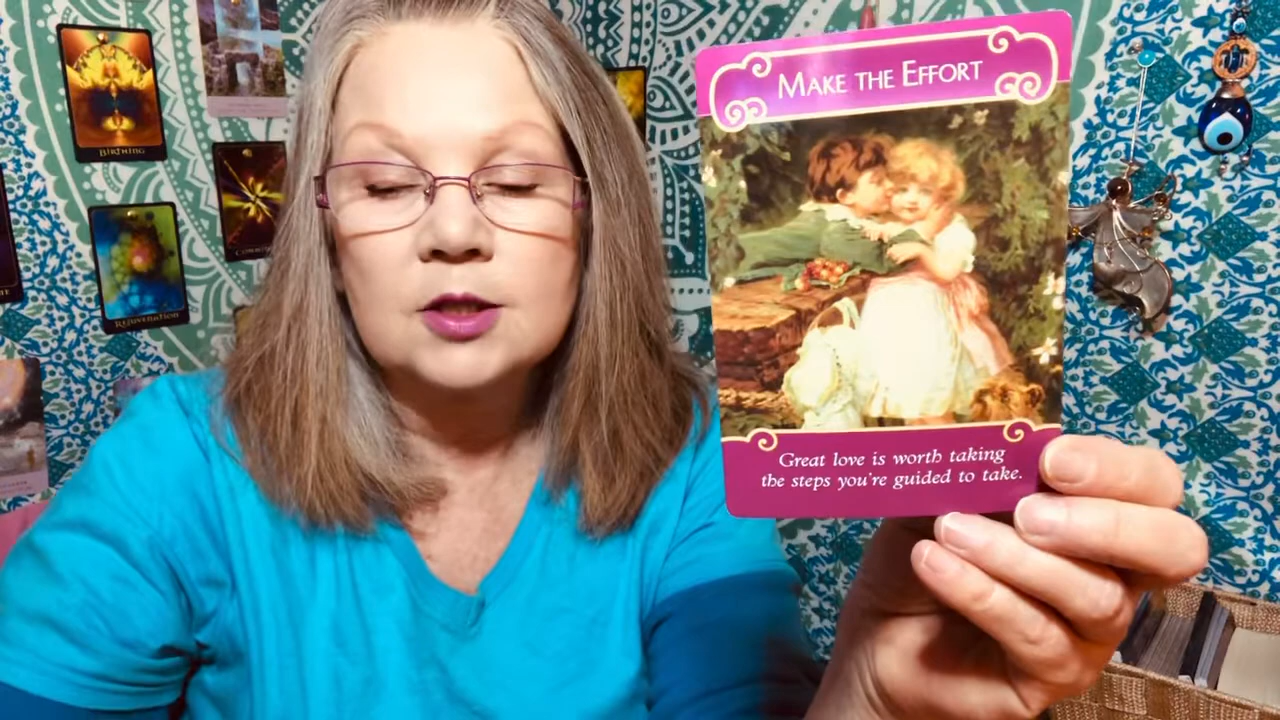 MAKE THE EFFORT
Great love is worth taking
the steps you're guided to take.
BIRTHING
REJUVENATION